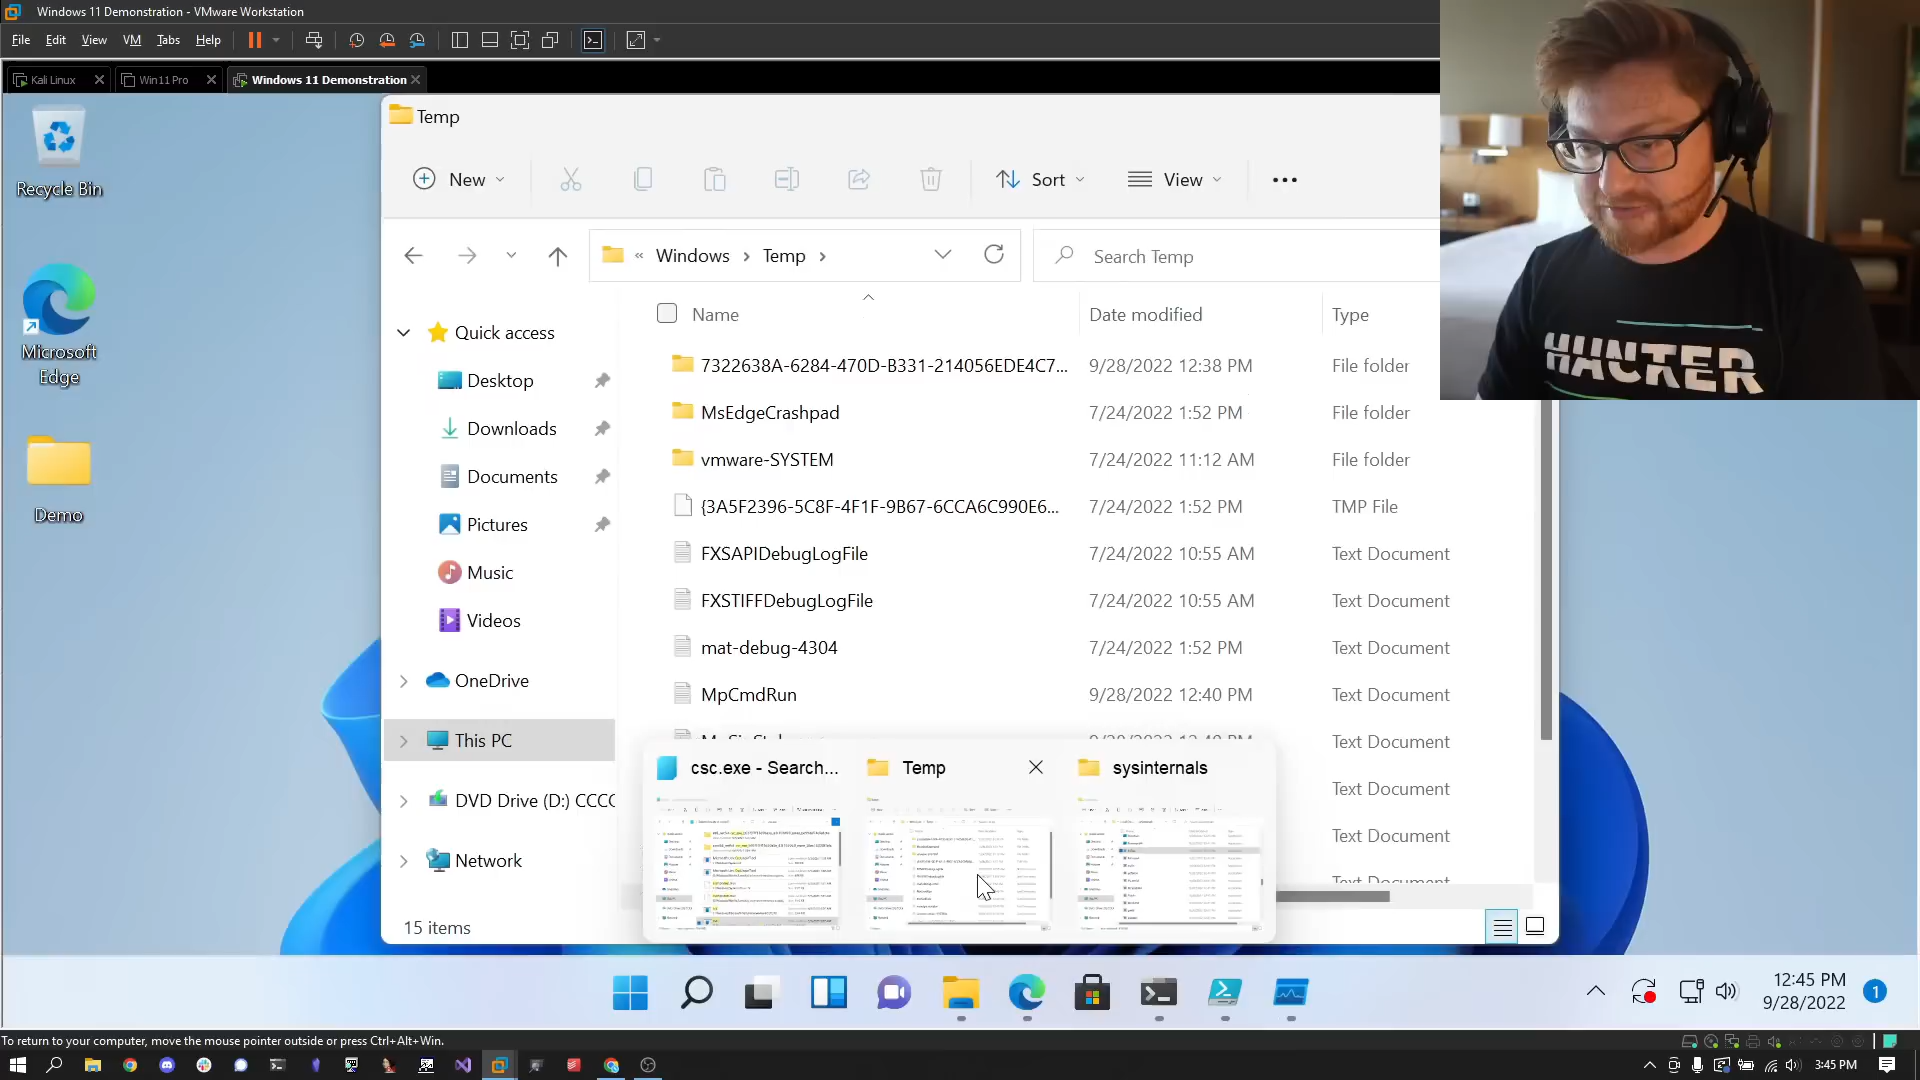 Windows 11 Demonstration - VMware Workstation
File Edit View VM Tabs Help
Kali Linux Win11 Pro Windows 11 Demonstration
Recycle Bin
Microsoft
Edge
Demo
Temp
New Sort View
« Windows Temp
Search Temp
Name Date modified Type
Quick access
Desktop
Downloads
Documents
Pictures
Music
Videos
OneDrive
This PC
DVD Drive (D:) CCC
Network
7322638A-6284-470D-B331-214056EDE4C7... 9/28/2022 12:38 PM File folder
MsEdgeCrashpad 7/24/2022 1:52 PM File folder
vmware-SYSTEM 7/24/2022 11:12 AM File folder
{3A5F2396-5C8F-4F1F-9B67-6CCA6C990E6... 7/24/2022 1:52 PM TMP File
FXSAPIDebugLogFile 7/24/2022 10:55 AM Text Document
FXSTIFFDebugLogFile 7/24/2022 10:55 AM Text Document
mat-debug-4304 7/24/2022 1:52 PM Text Document
MpCmdRun 9/28/2022 12:40 PM Text Document
Text Document
Text Document
Text Document
15 items
csc.exe - Search... Temp sysinternals
HACKER
12:45 PM
9/28/2022
1
To return to your computer, move the mouse pointer outside or press Ctrl+Alt+Win.
3:45 PM